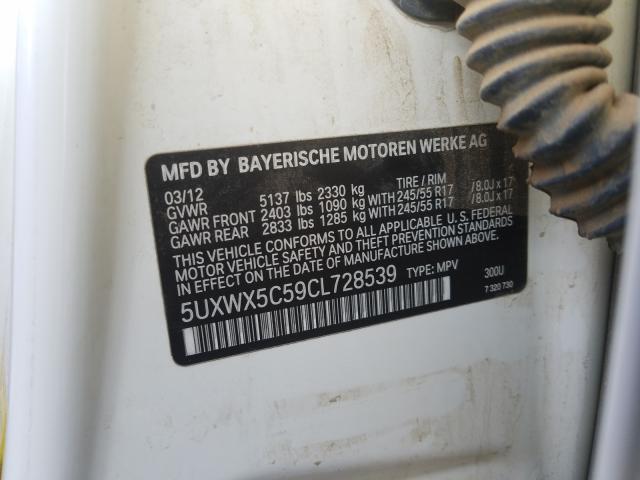 MFD BY BAYERISCHE MOTOREN WERKE AG
03/12 5137 lbs 2330 kg TIRE / RIM
GVWR
GAWR FRONT 2403 lbs 1090 kg WITH 245/55 R17 / 8.0J x 17
GAWR REAR 2833 lbs 1285 kg WITH 245/55 R17 / 8.0J x 17
THIS VEHICLE CONFORMS TO ALL APPLICABLE U.S. FEDERAL
MOTOR VEHICLE SAFETY AND THEFT PREVENTION STANDARDS
IN EFFECT ON THE DATE OF MANUFACTURE SHOWN ABOVE.
5UXWX5C59CL728539 TYPE: MPV 300U
7 320 730